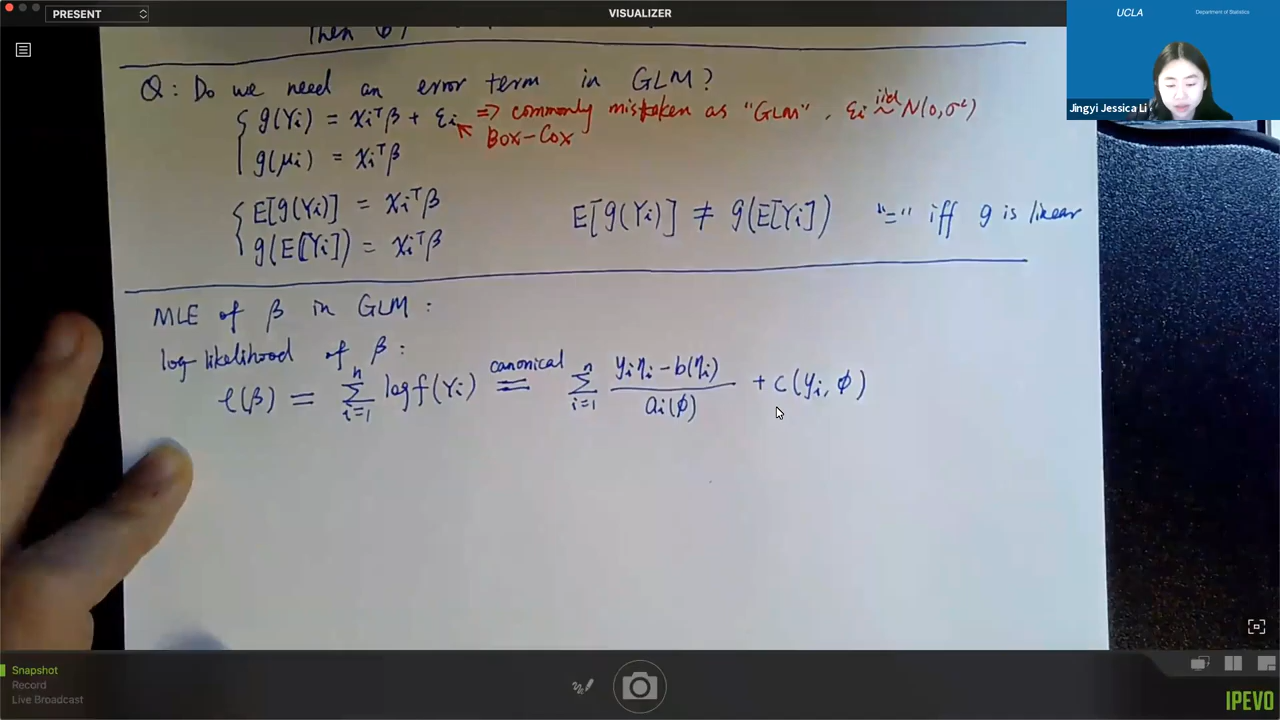 PRESENT
VISUALIZER
UCLA
Department of Statistics
Jingyi Jessica Li
Then
Q: Do we need an error term in GLM?
g(Yi) = xiᵀβ + εi => commonly mistaken as "GLM", εi iid ~ N(0, σ²)
Box-Cox
g(μi) = xiᵀβ
E[g(Yi)] = xiᵀβ
g(E[Yi]) = xiᵀβ
E[g(Yi)] ≠ g(E[Yi]) "=" iff g is linear
MLE of β in GLM:
log-likelihood of β:
ℓ(β) = Σ_{i=1}^{n} log f(Yi) canonical = Σ_{i=1}^{n} (yiηi − b(ηi)) / ai(φ) + c(yi, φ)
Snapshot
Record
Live Broadcast
IPEVO